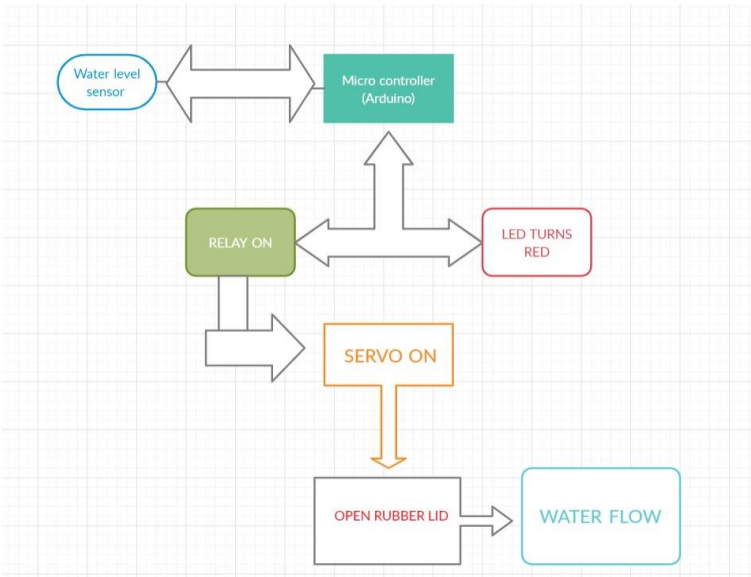 Water level
sensor
Micro controller
(Arduino)
RELAY ON
LED TURNS
RED
SERVO ON
OPEN RUBBER LID
WATER FLOW